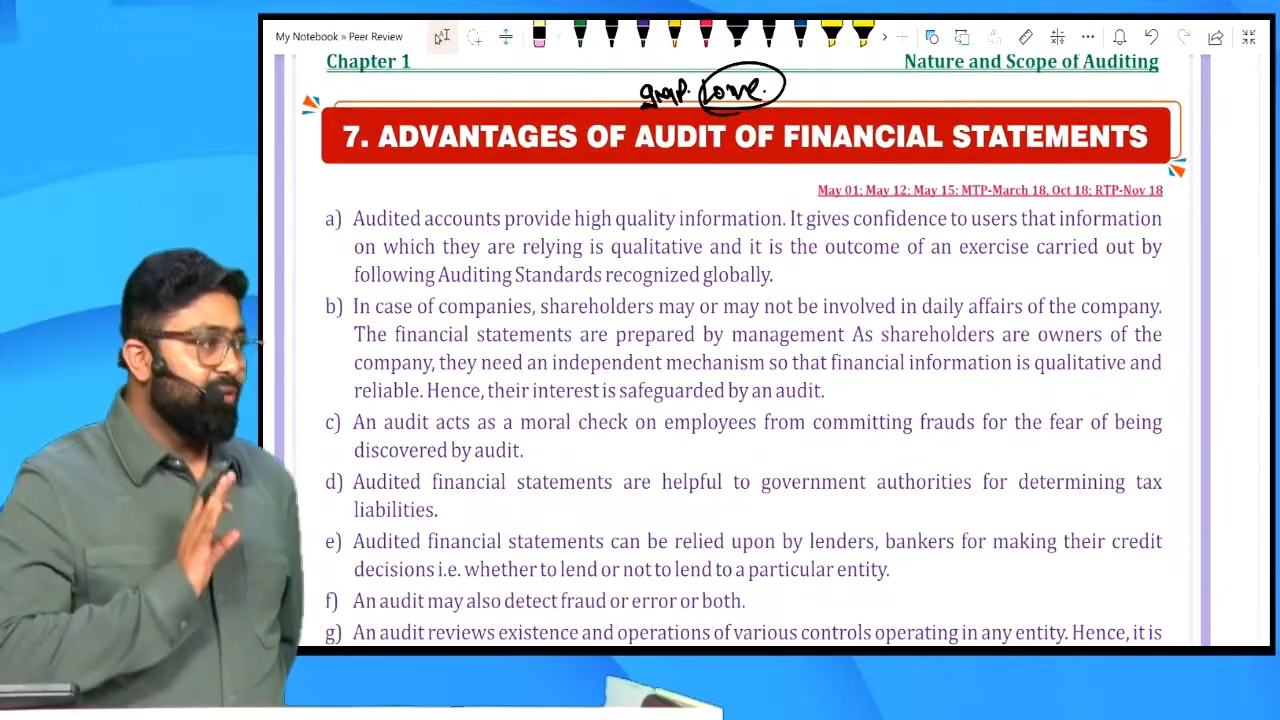 My Notebook » Peer Review
Chapter 1 Nature and Scope of Auditing
7. ADVANTAGES OF AUDIT OF FINANCIAL STATEMENTS
May 01; May 12; May 15; MTP-March 18, Oct 18; RTP-Nov 18
a) Audited accounts provide high quality information. It gives confidence to users that information
on which they are relying is qualitative and it is the outcome of an exercise carried out by
following Auditing Standards recognized globally.
b) In case of companies, shareholders may or may not be involved in daily affairs of the company.
The financial statements are prepared by management As shareholders are owners of the
company, they need an independent mechanism so that financial information is qualitative and
reliable. Hence, their interest is safeguarded by an audit.
c) An audit acts as a moral check on employees from committing frauds for the fear of being
discovered by audit.
d) Audited financial statements are helpful to government authorities for determining tax
liabilities.
e) Audited financial statements can be relied upon by lenders, bankers for making their credit
decisions i.e. whether to lend or not to lend to a particular entity.
f) An audit may also detect fraud or error or both.
g) An audit reviews existence and operations of various controls operating in any entity. Hence, it is